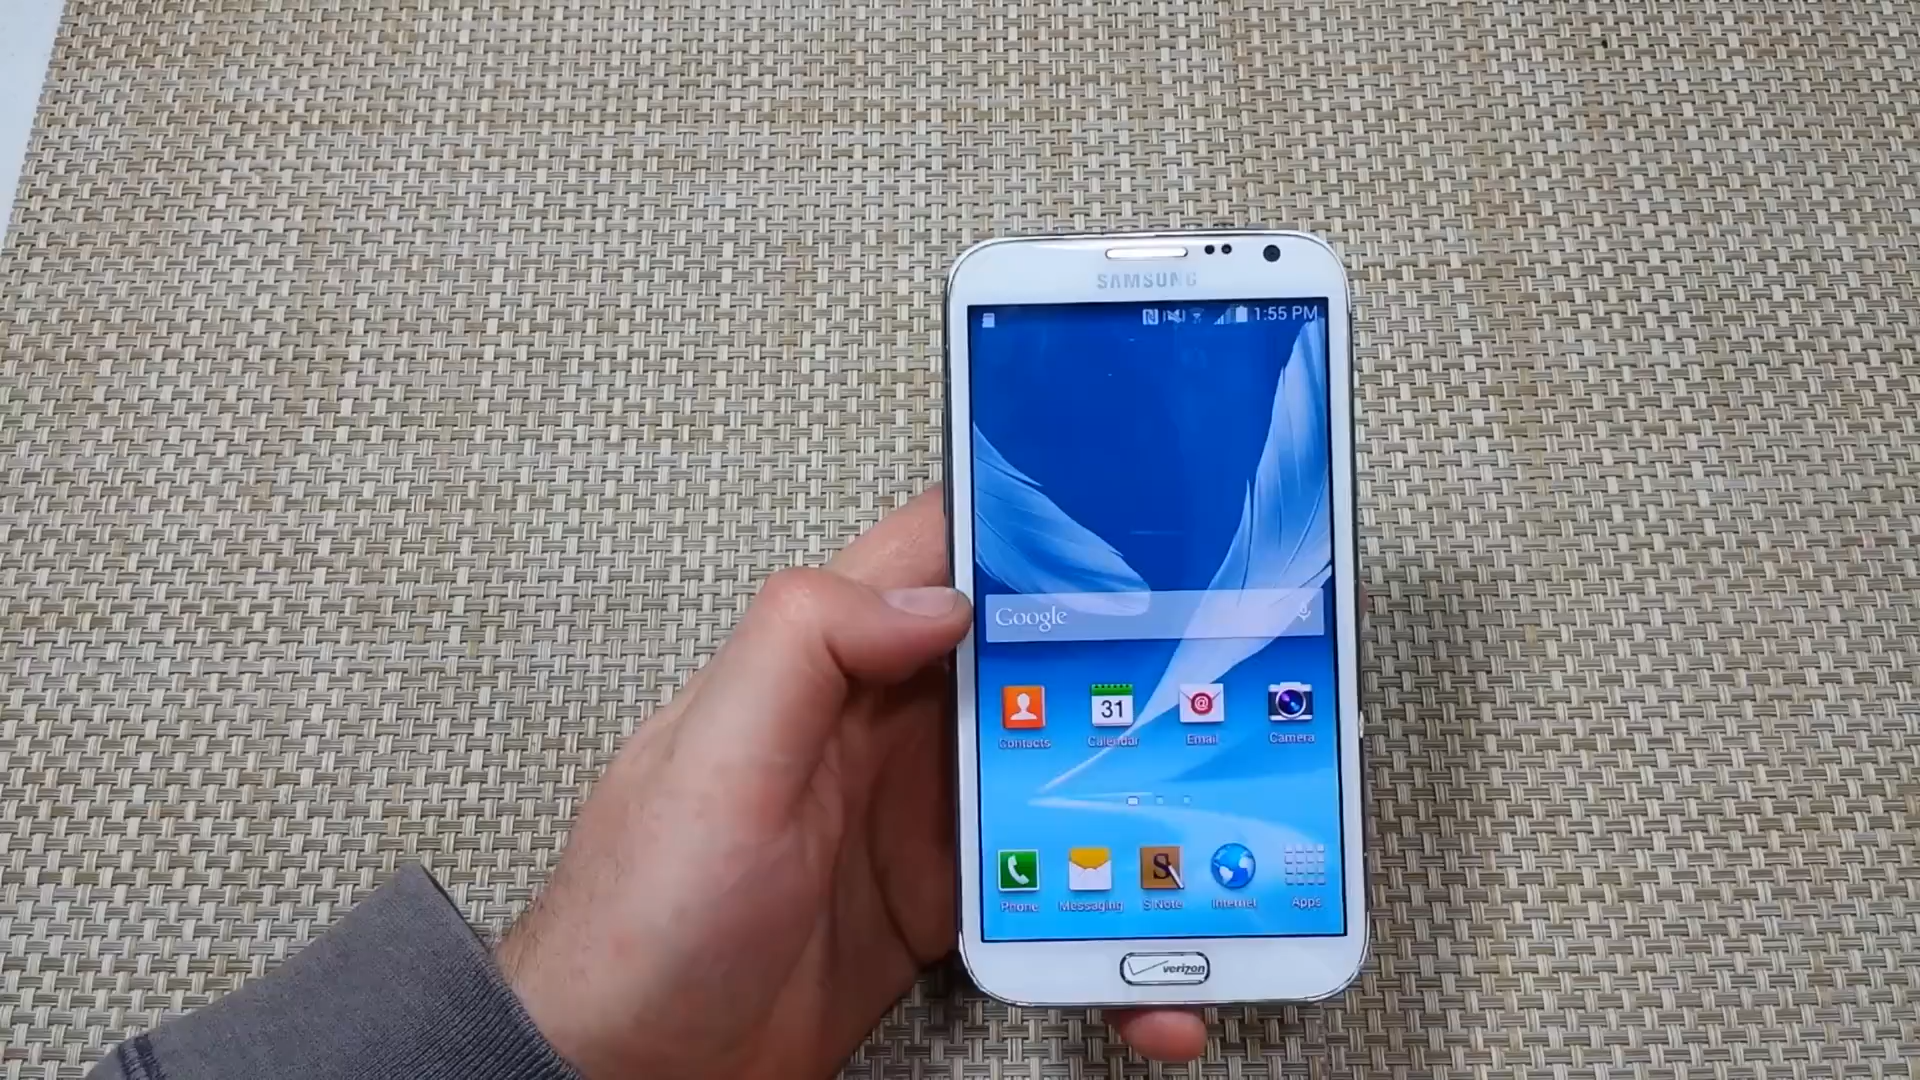 SAMSUNG
1:55 PM
Google
31
@
Contacts Calendar Email Camera
S
Phone Messaging S Note Internet Apps
verizon